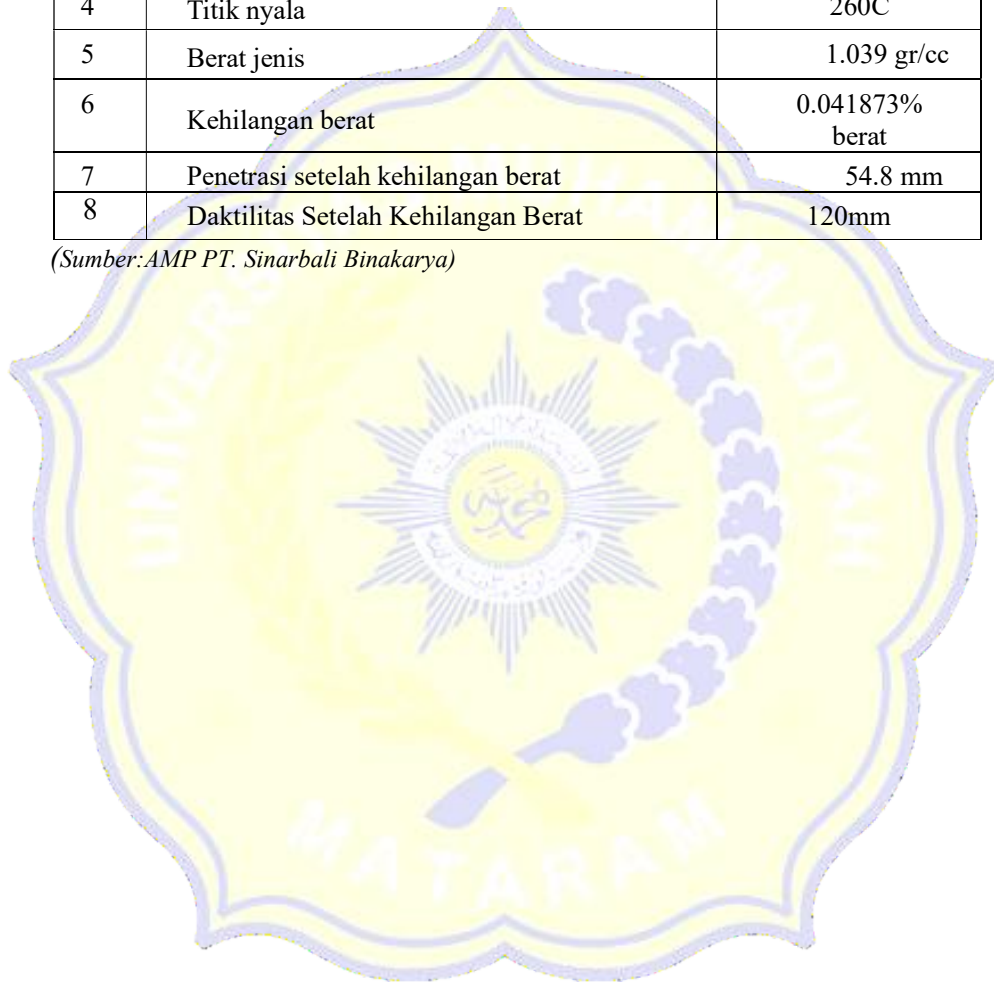 4 Titik nyala 260C
5 Berat jenis 1.039 gr/cc
6 Kehilangan berat 0.041873%
berat
7 Penetrasi setelah kehilangan berat 54.8 mm
8 Daktilitas Setelah Kehilangan Berat 120mm
(Sumber:AMP PT. Sinarbali Binakarya)
UNIVERSITAS MUHAMMADIYAH
MATARAM